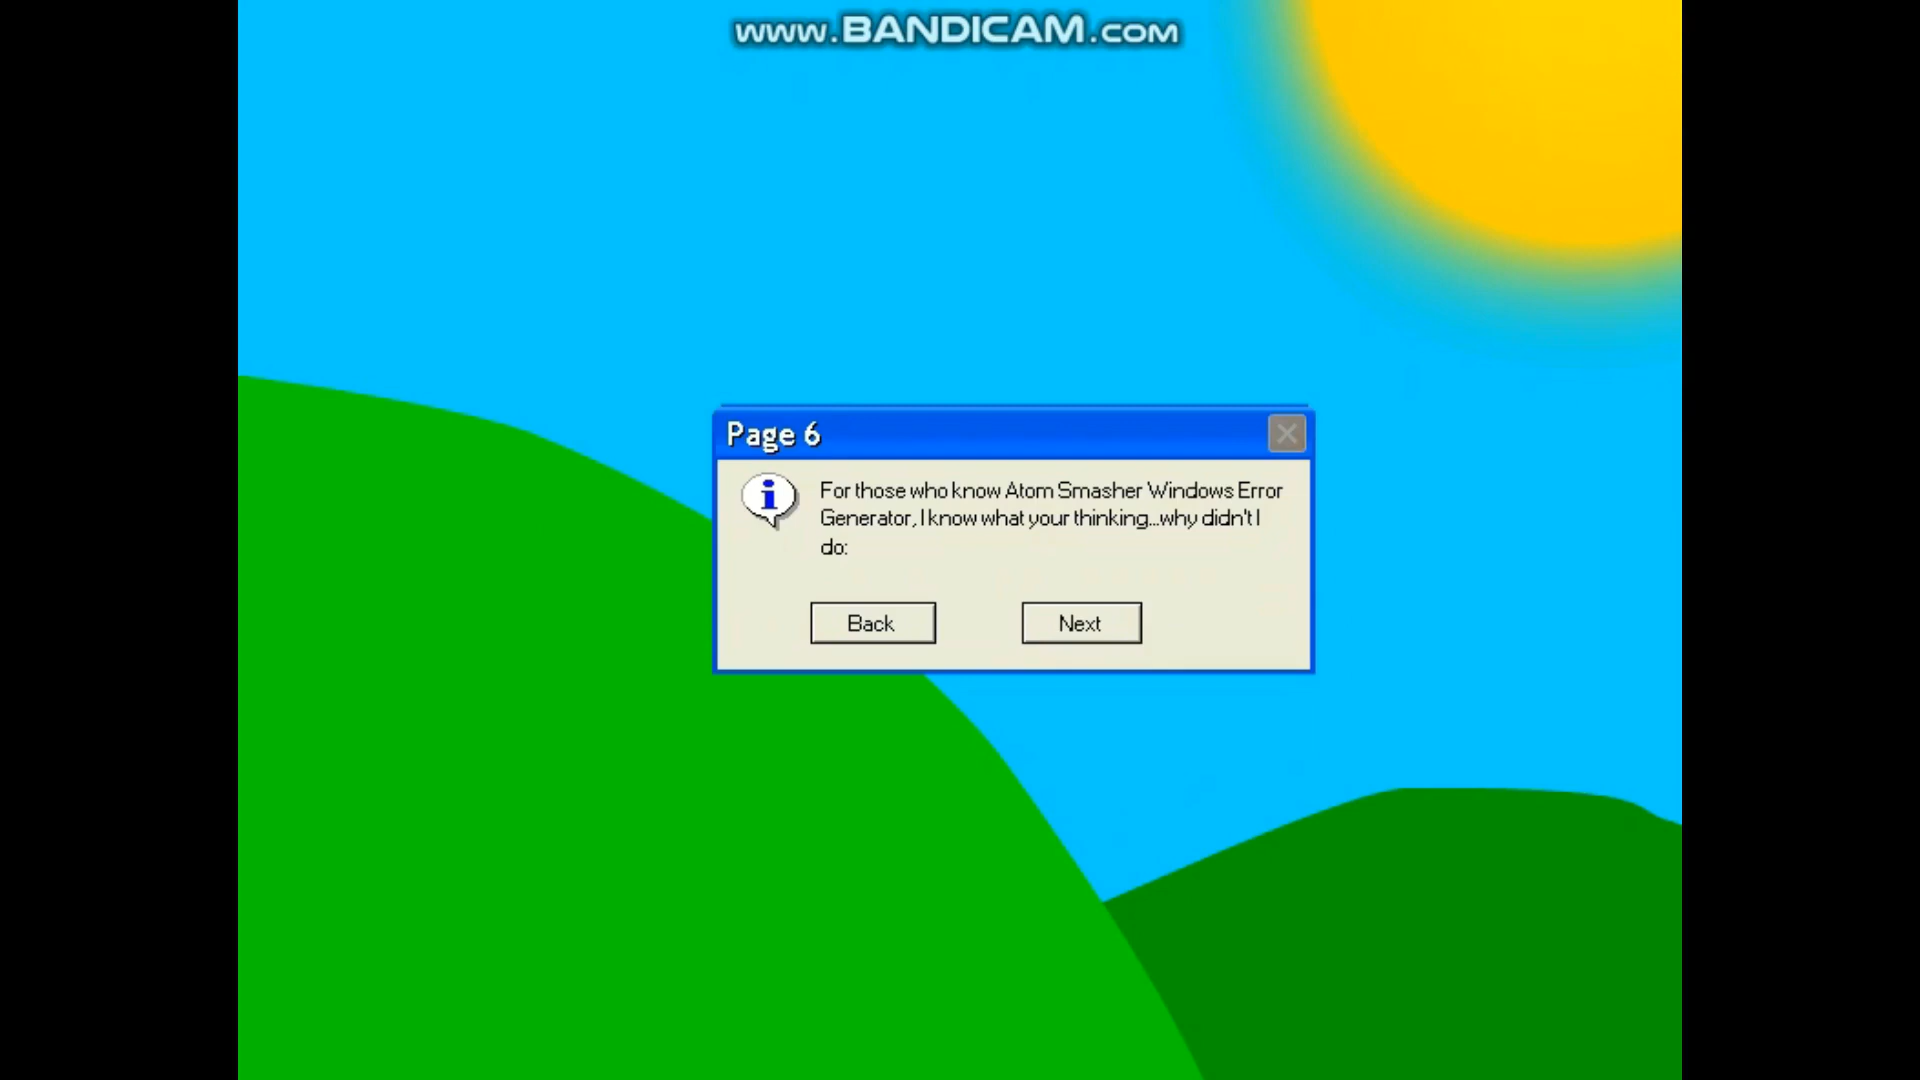 www.BANDICAM.com
Page 6
For those who know Atom Smasher Windows Error
Generator, I know what your thinking...why didn't I
do:
Back
Next